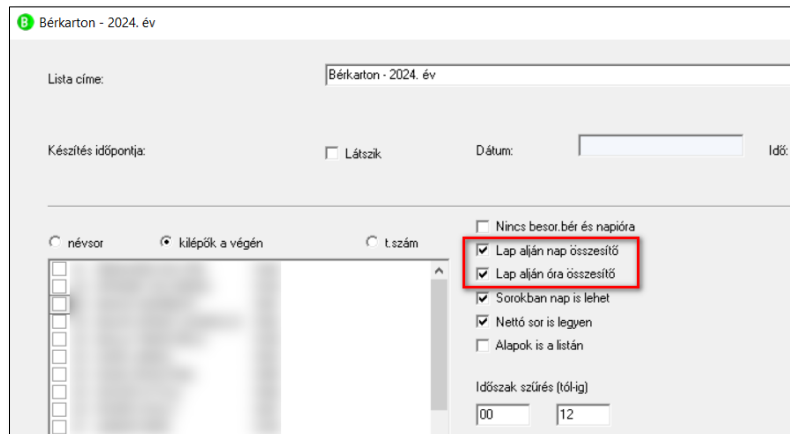 B Bérkarton - 2024. év
Lista címe:
Bérkarton - 2024. év
Készítés időpontja:
Látszik
Dátum:
Idő:
névsor
kilépők a végén
t.szám
Nincs besor.bér és napióra
Lap alján nap összesítő
Lap alján óra összesítő
Sorokban nap is lehet
Nettó sor is legyen
Alapok is a listán
Időszak szűrés (tól-ig)
00
12